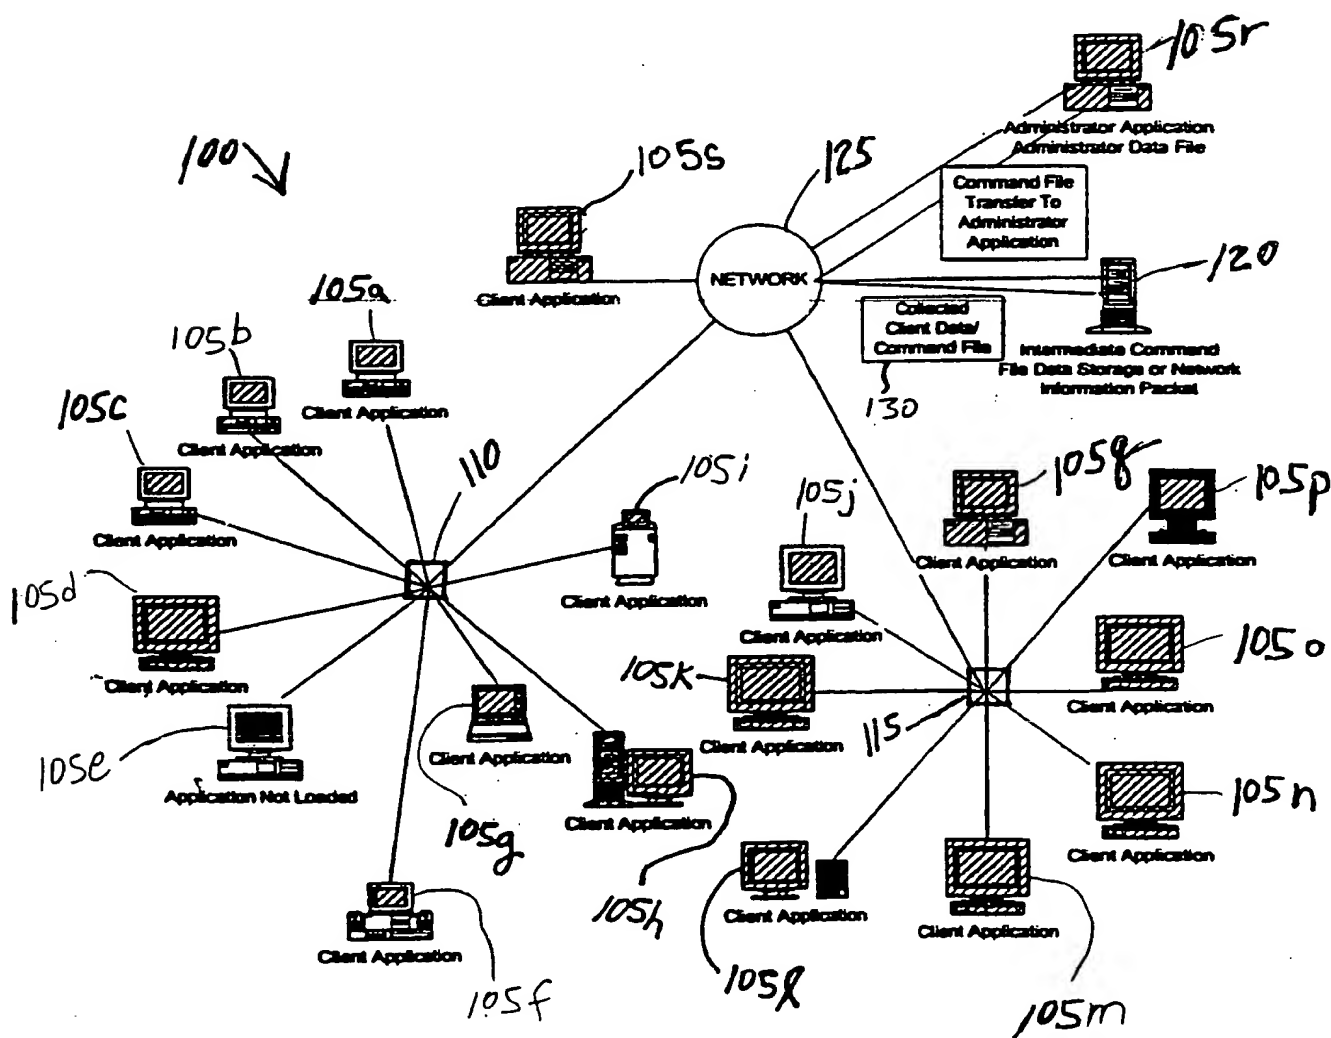 105r
Administrator Application
Administrator Data File
100
105s
125
Command File
Transfer To
Administrator
Application
NETWORK
120
Client Application
105a
Collected
Client Data/
Command File
Intermediate Command
File Data Storage or Network
Information Packet
130
105b
Client Application
105c
Client Application
110
105i
105j
105q
105p
Client Application
Client Application
Client Application
Client Application
105d
Client Application
105k
105o
Client Application
Client Application
115
Client Application
105e
Client Application
Application Not Loaded
105g
105n
Client Application
105h
Client Application
105l
Client Application
Client Application
105m
Client Application
105f